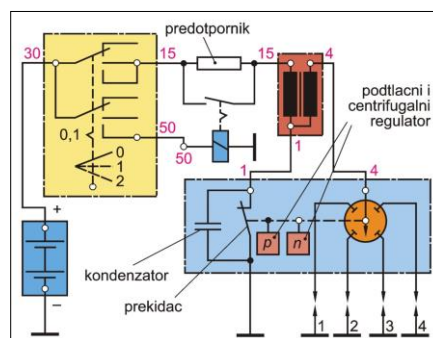 predotpornik
30
15
15
4
podtlacni i
centrifugalni
regulator
0,1
50
50
0
1
2
1
1
4
+
–
p
n
kondenzator
prekidac
1
2
3
4